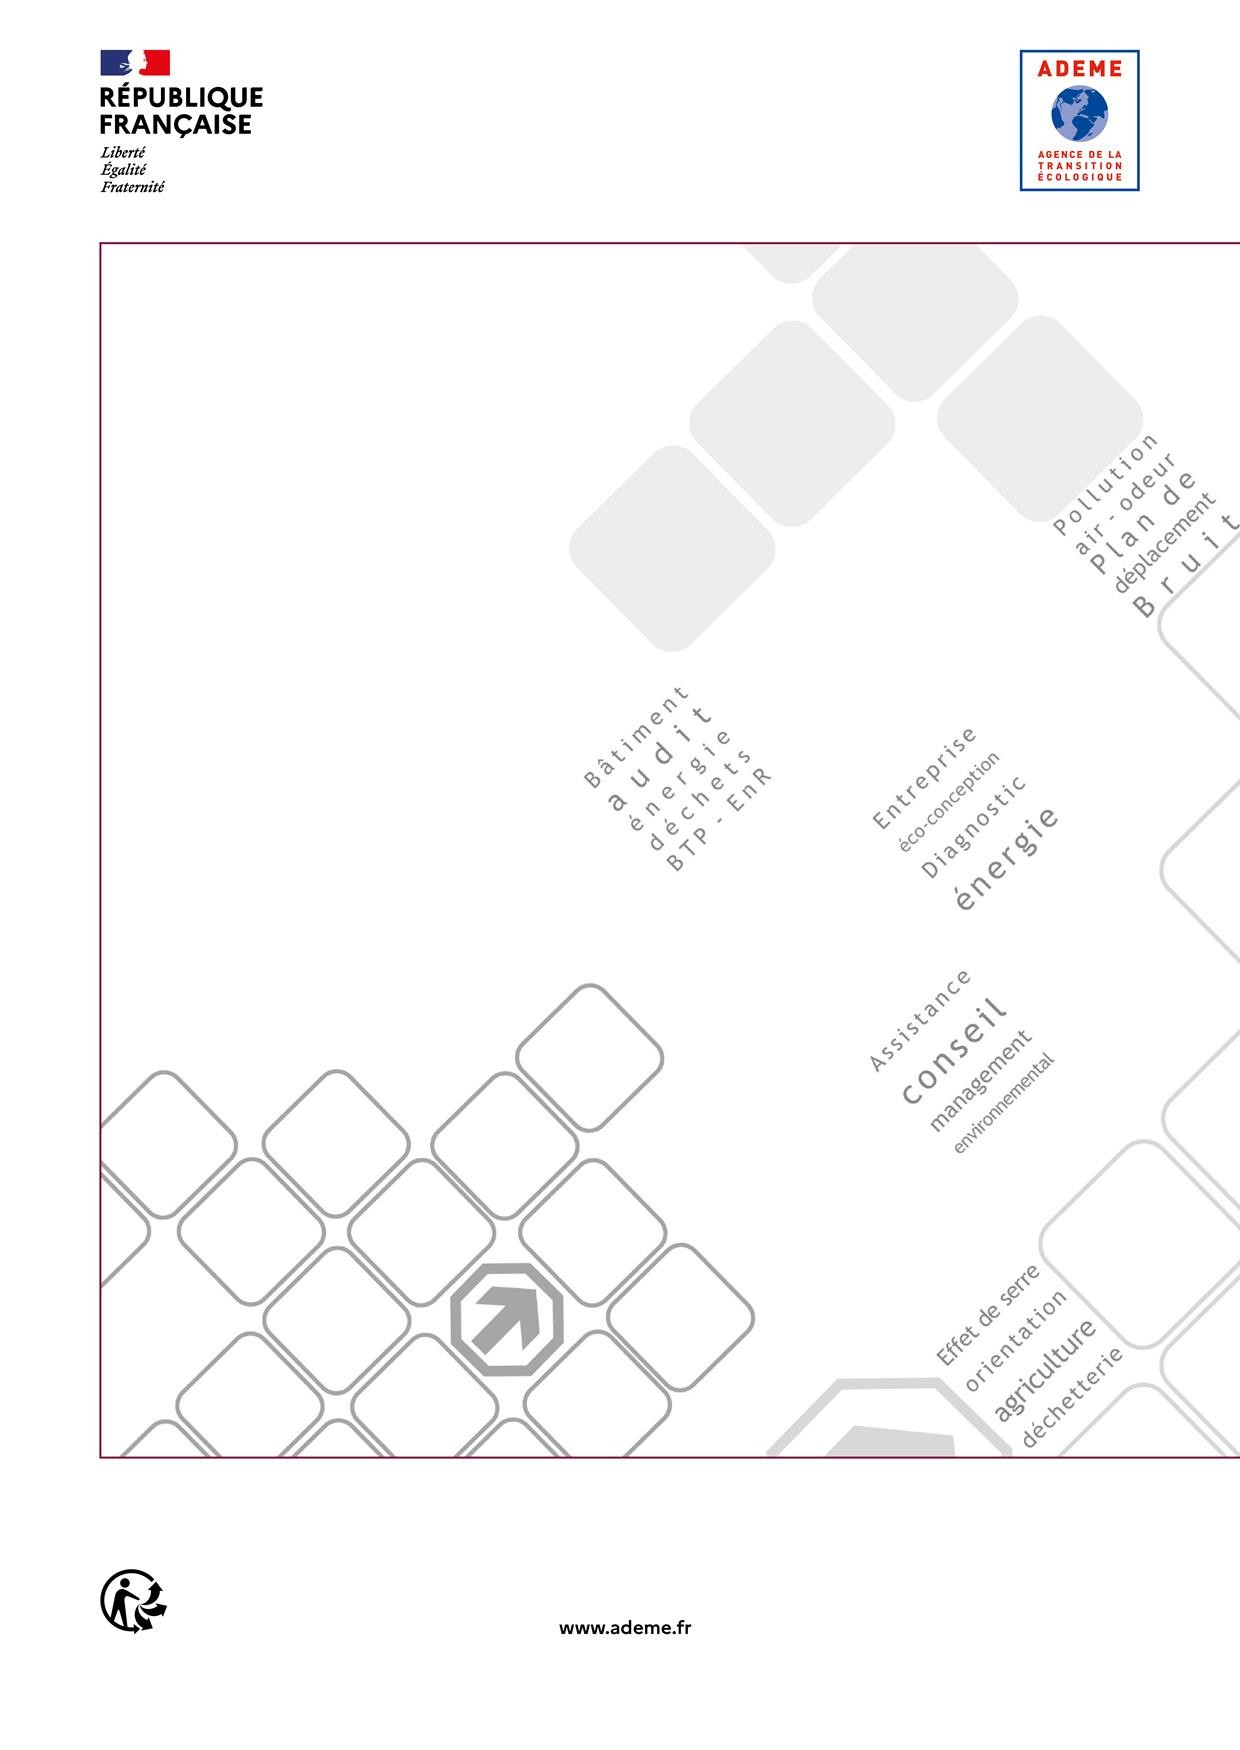 RÉPUBLIQUE
FRANÇAISE
Liberté
Égalité
Fraternité
ADEME
AGENCE DE LA
TRANSITION
ÉCOLOGIQUE
Pollution
air - odeur
Plan de
déplacement
Bruit
Bâtiment
audit
énergie
déchets
BTP - EnR
Entreprise
éco-conception
Diagnostic
énergie
Assistance
conseil
management
environnemental
Effet de serre
orientation
agriculture
déchetterie
www.ademe.fr